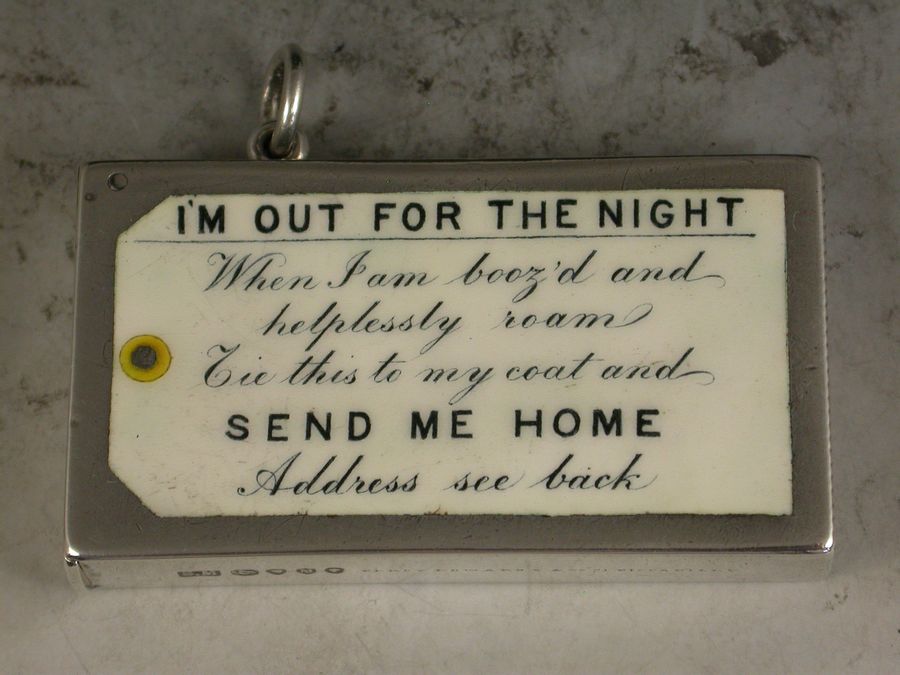 I'M OUT FOR THE NIGHT
When I am booz'd and
helplessly roam
Tie this to my coat and
SEND ME HOME
Address see back